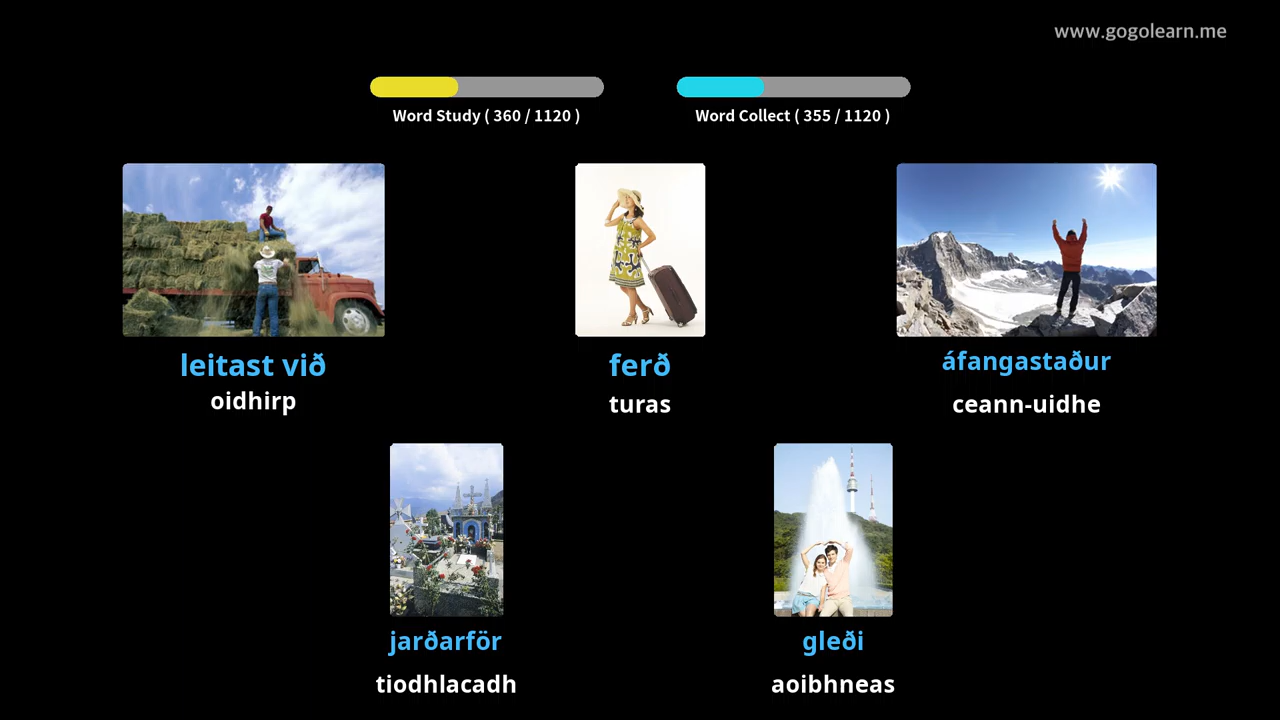 www.gogolearn.me
Word Study ( 360 / 1120 )
Word Collect ( 355 / 1120 )
leitast við
oidhirp
ferð
turas
áfangastaður
ceann-uidhe
jarðarför
tiodhlacadh
gleði
aoibhneas